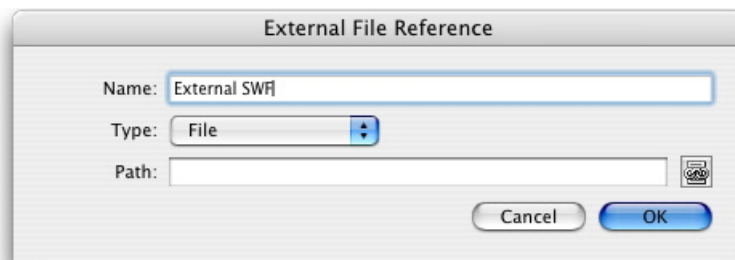 External File Reference
Name: External SWF
Type: File
Path:
Cancel OK